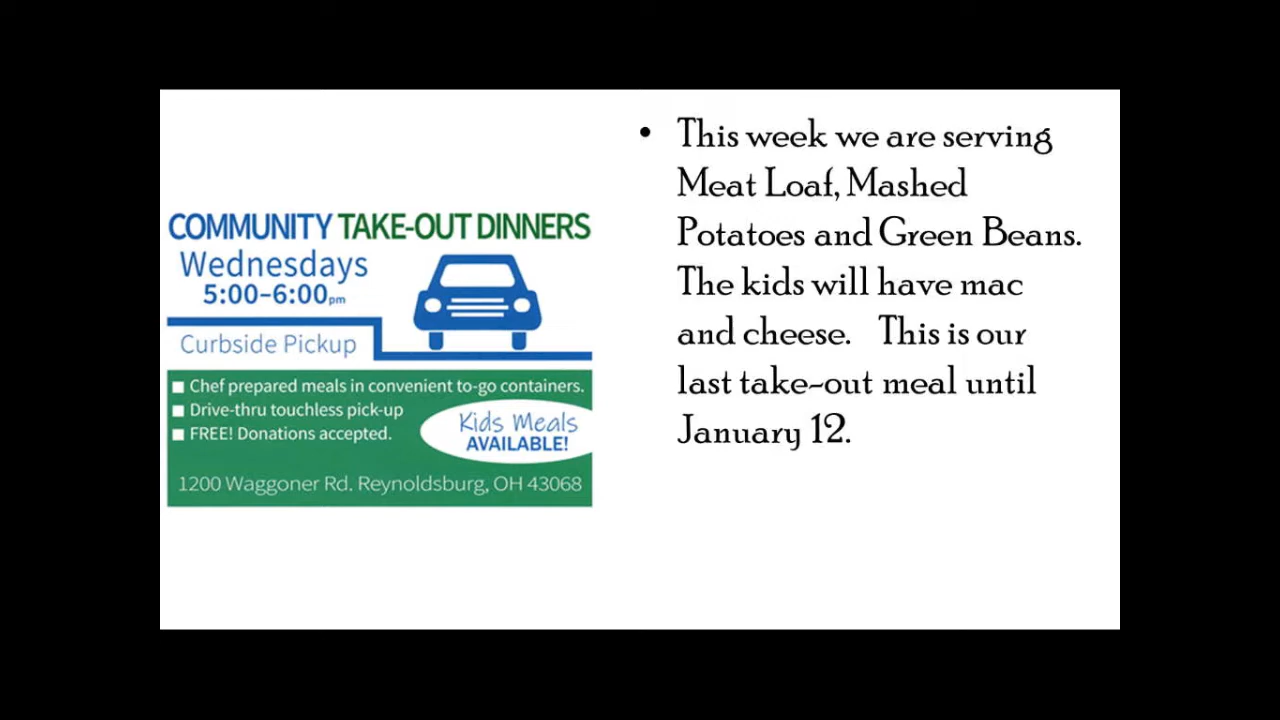 COMMUNITY TAKE-OUT DINNERS
Wednesdays
5:00-6:00pm
Curbside Pickup
Chef prepared meals in convenient to-go containers.
Drive-thru touchless pick-up
FREE! Donations accepted.
Kids Meals
AVAILABLE!
1200 Waggoner Rd. Reynoldsburg, OH 43068
• This week we are serving
Meat Loaf, Mashed
Potatoes and Green Beans.
The kids will have mac
and cheese. This is our
last take-out meal until
January 12.